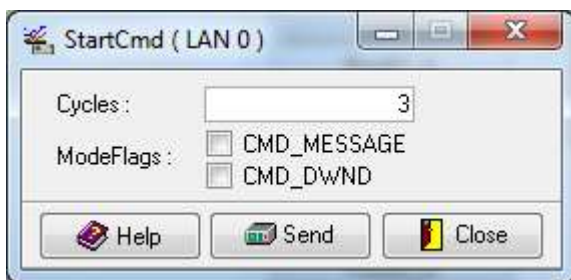 StartCmd ( LAN 0 )
Cycles : 3
ModeFlags : CMD_MESSAGE
CMD_DWND
Help Send Close